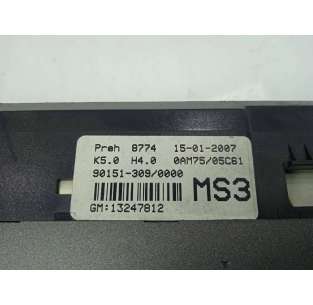 Preh 8774 15-01-2007
K5.0 H4.0 0AM75/05C61
90151-309/0000
MS3
GM:13247812